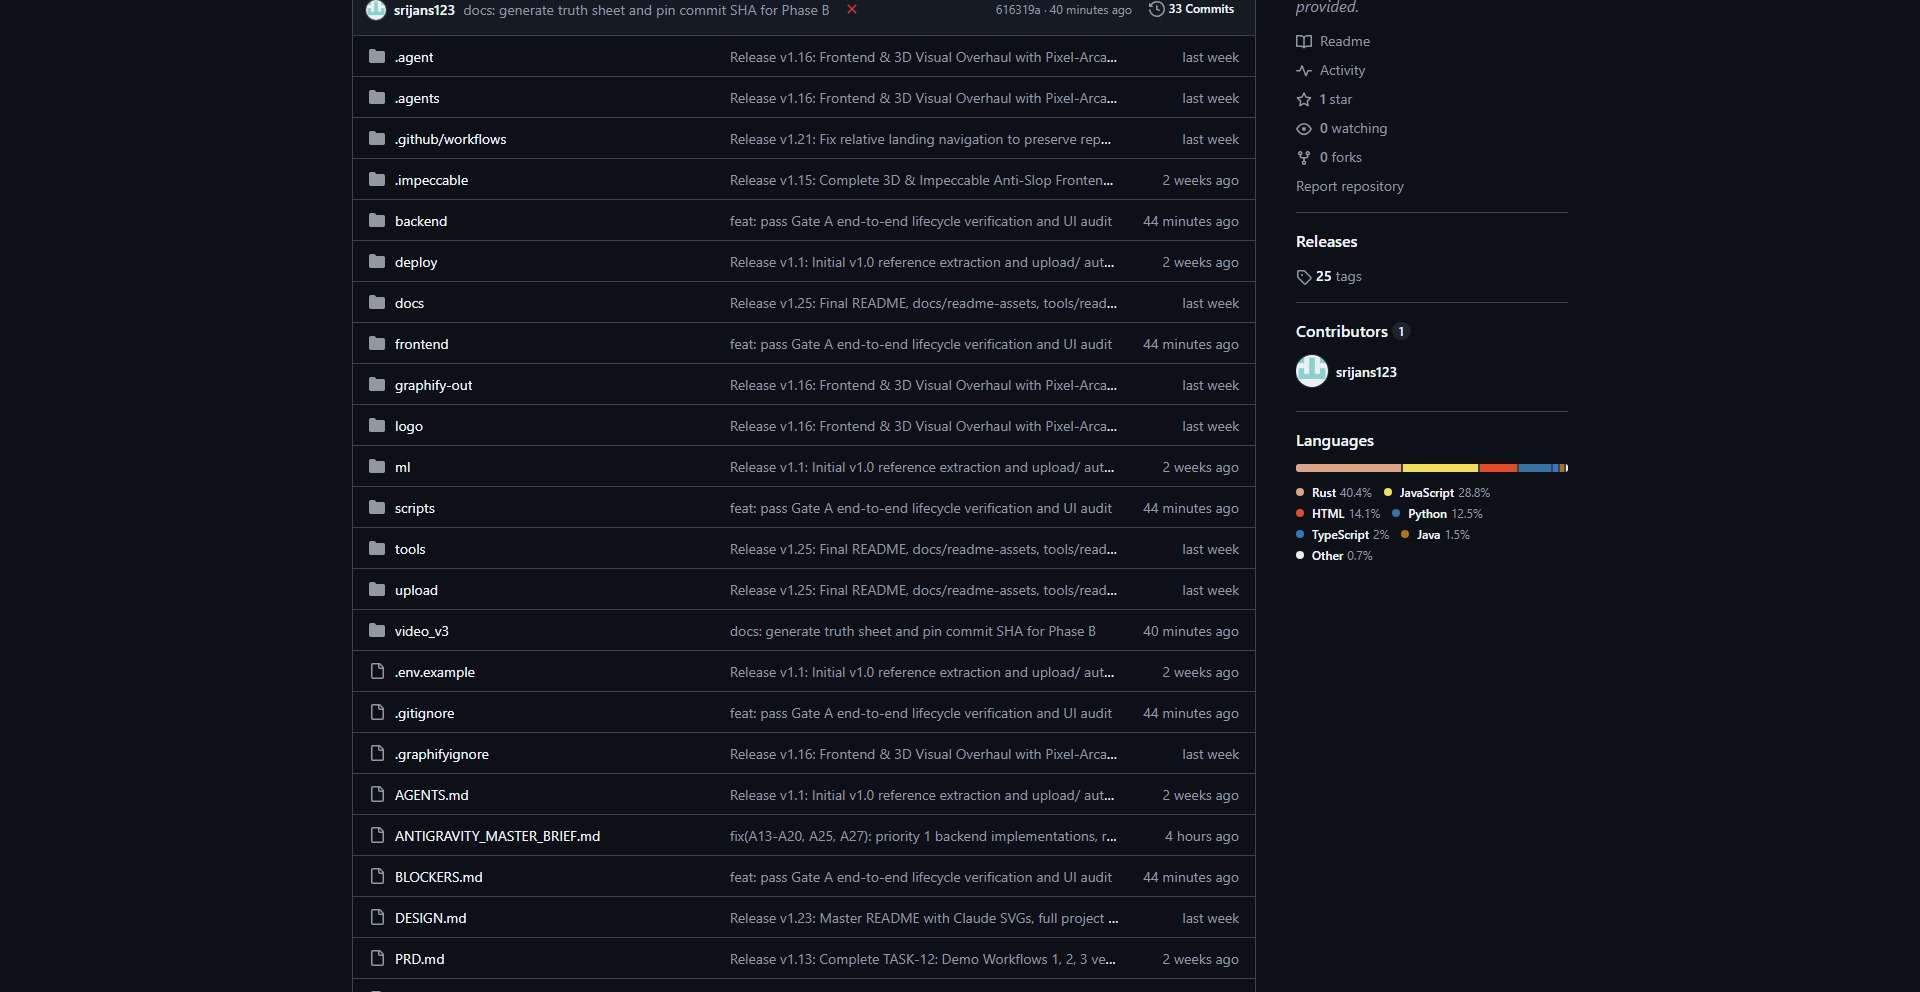 srijans123 docs: generate truth sheet and pin commit SHA for Phase B 616319a · 40 minutes ago 33 Commits
.agent Release v1.16: Frontend & 3D Visual Overhaul with Pixel-Arca... last week
.agents Release v1.16: Frontend & 3D Visual Overhaul with Pixel-Arca... last week
.github/workflows Release v1.21: Fix relative landing navigation to preserve rep... last week
.impeccable Release v1.15: Complete 3D & Impeccable Anti-Slop Fronten... 2 weeks ago
backend feat: pass Gate A end-to-end lifecycle verification and UI audit 44 minutes ago
deploy Release v1.1: Initial v1.0 reference extraction and upload/ aut... 2 weeks ago
docs Release v1.25: Final README, docs/readme-assets, tools/read... last week
frontend feat: pass Gate A end-to-end lifecycle verification and UI audit 44 minutes ago
graphify-out Release v1.16: Frontend & 3D Visual Overhaul with Pixel-Arca... last week
logo Release v1.16: Frontend & 3D Visual Overhaul with Pixel-Arca... last week
ml Release v1.1: Initial v1.0 reference extraction and upload/ aut... 2 weeks ago
scripts feat: pass Gate A end-to-end lifecycle verification and UI audit 44 minutes ago
tools Release v1.25: Final README, docs/readme-assets, tools/read... last week
upload Release v1.25: Final README, docs/readme-assets, tools/read... last week
video_v3 docs: generate truth sheet and pin commit SHA for Phase B 40 minutes ago
.env.example Release v1.1: Initial v1.0 reference extraction and upload/ aut... 2 weeks ago
.gitignore feat: pass Gate A end-to-end lifecycle verification and UI audit 44 minutes ago
.graphifyignore Release v1.16: Frontend & 3D Visual Overhaul with Pixel-Arca... last week
AGENTS.md Release v1.1: Initial v1.0 reference extraction and upload/ aut... 2 weeks ago
ANTIGRAVITY_MASTER_BRIEF.md fix(A13-A20, A25, A27): priority 1 backend implementations, r... 4 hours ago
BLOCKERS.md feat: pass Gate A end-to-end lifecycle verification and UI audit 44 minutes ago
DESIGN.md Release v1.23: Master README with Claude SVGs, full project ... last week
PRD.md Release v1.13: Complete TASK-12: Demo Workflows 1, 2, 3 ve... 2 weeks ago
provided.
Readme
Activity
1 star
0 watching
0 forks
Report repository
Releases
25 tags
Contributors 1
srijans123
Languages
Rust 40.4% JavaScript 28.8%
HTML 14.1% Python 12.5%
TypeScript 2% Java 1.5%
Other 0.7%